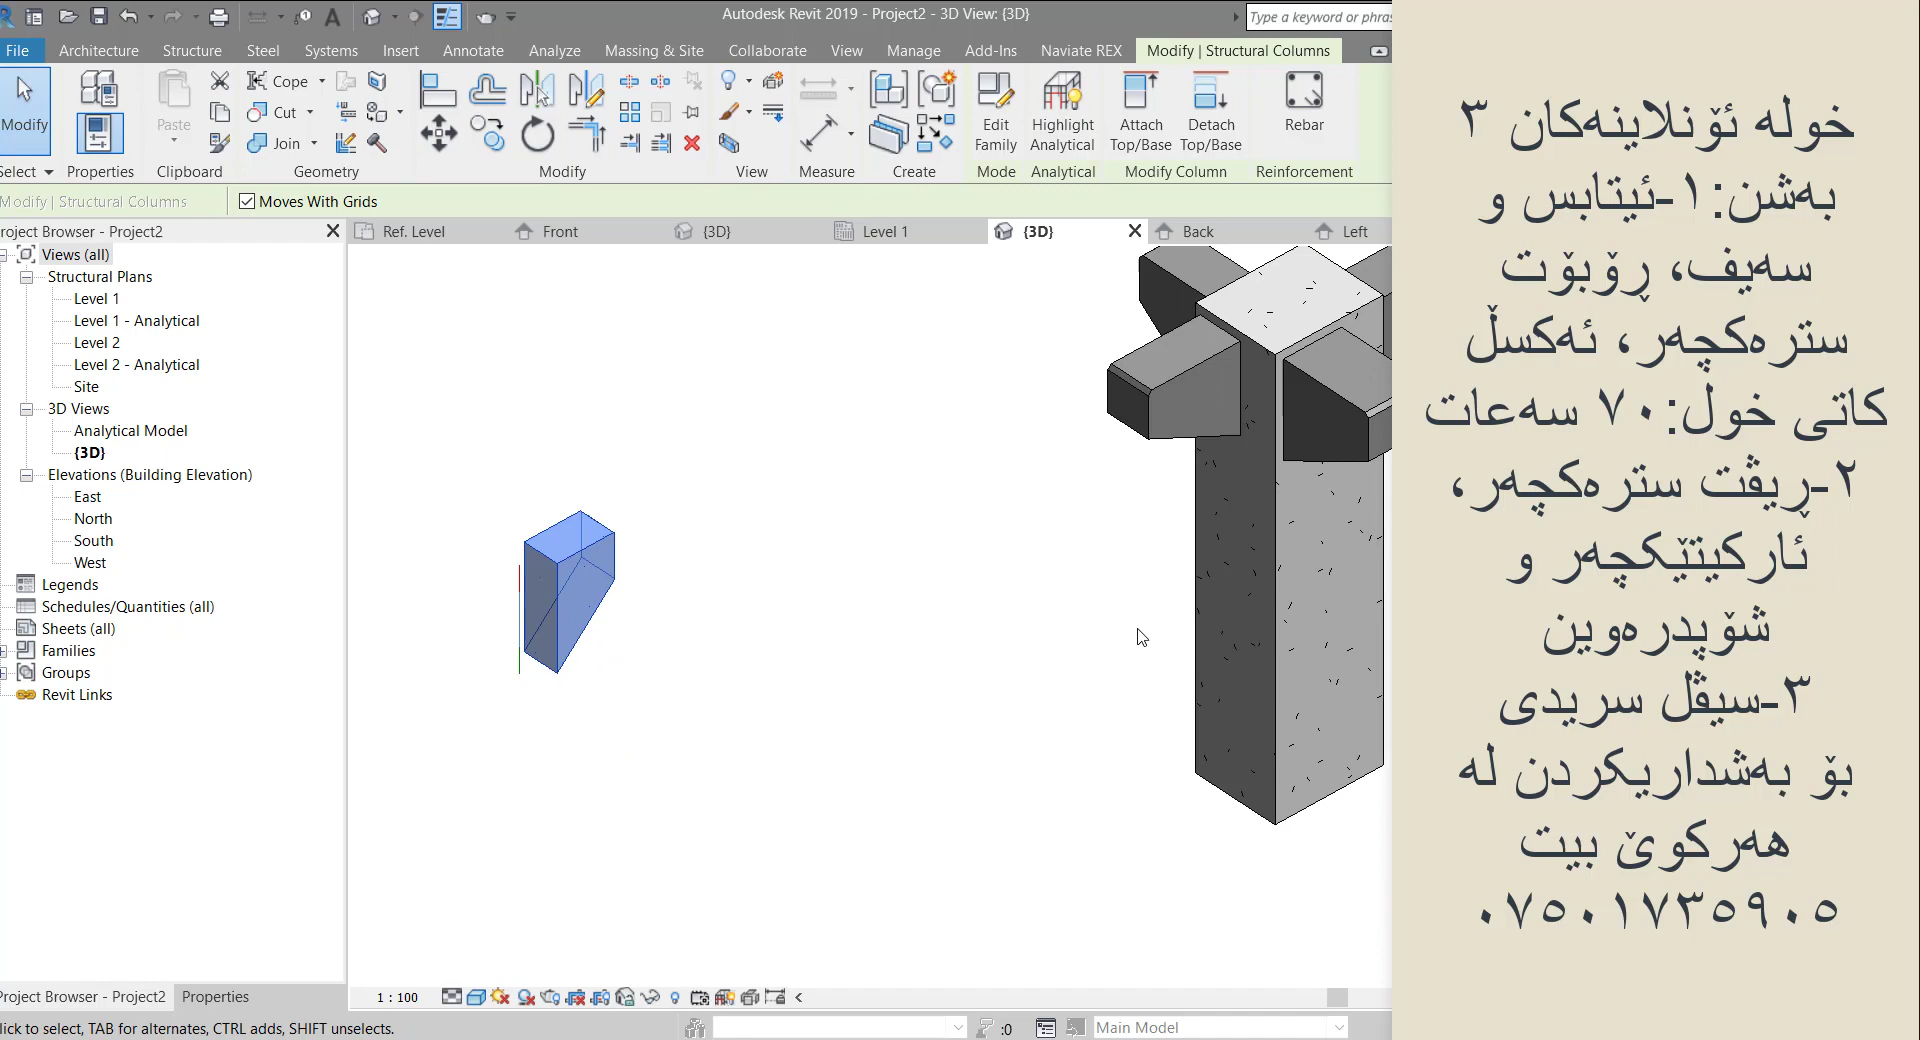 Autodesk Revit 2019 - Project2 - 3D View: {3D}
Type a keyword or phras
File Architecture Structure Steel Systems Insert Annotate Analyze Massing & Site Collaborate View Manage Add-Ins Naviate REX Modify | Structural Columns
Modify
Paste
Cope
Cut
Join
Edit Family
Highlight Analytical
Attach Top/Base
Detach Top/Base
Rebar
Select Properties Clipboard Geometry Modify View Measure Create Mode Analytical Modify Column Reinforcement
Modify | Structural Columns
Moves With Grids
roject Browser - Project2
Ref. Level Front {3D} Level 1 {3D} Back Left
Views (all)
Structural Plans
Level 1
Level 1 - Analytical
Level 2
Level 2 - Analytical
Site
3D Views
Analytical Model
{3D}
Elevations (Building Elevation)
East
North
South
West
Legends
Schedules/Quantities (all)
Sheets (all)
Families
Groups
Revit Links
Project Browser - Project2 Properties
1 : 100
lick to select, TAB for alternates, CTRL adds, SHIFT unselects.
:0
Main Model
خولە ئۆنلاینەکان ٣
بەشن: ١-ئیتابس و
سەیف، ڕۆبۆت
سترەکچەر، ئەکسڵ
کاتی خول: ٧٠ سەعات
٢-ڕیڤت سترەکچەر،
ئارکیتێکچەر و
شۆپدرەوین
٣-سیڤل سریدی
بۆ بەشداریکردن لە
هەرکوێ بیت
٠٧٥٠١٧٣٥٩٠٥